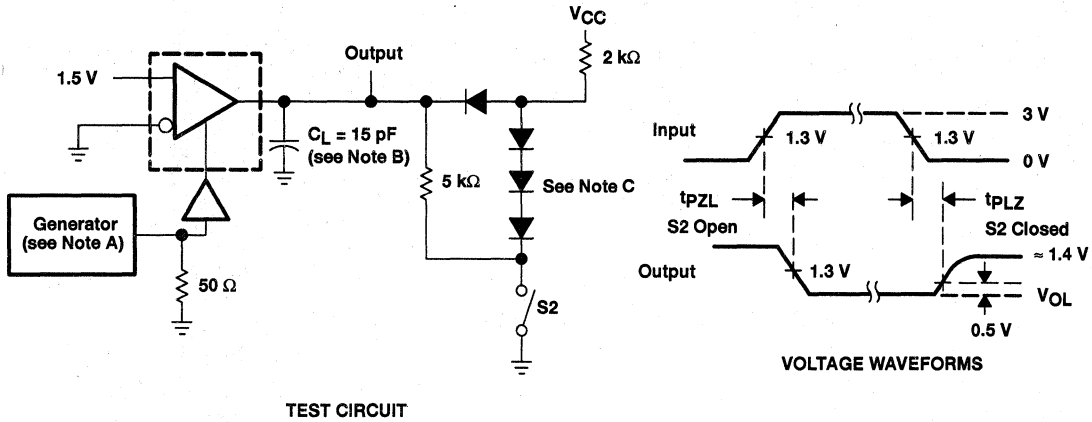 VCC
Output
2 kΩ
1.5 V
CL = 15 pF
(see Note B)
5 kΩ
See Note C
Generator
(see Note A)
50 Ω
S2
TEST CIRCUIT
3 V
Input
1.3 V
1.3 V
0 V
tPZL
tPLZ
S2 Open
S2 Closed
≈ 1.4 V
Output
1.3 V
VOL
0.5 V
VOLTAGE WAVEFORMS